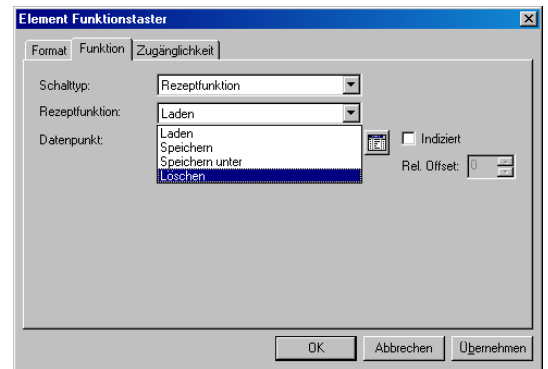 Element Funktionstaster
Format Funktion Zugänglichkeit
Schalttyp: Rezeptfunktion
Rezeptfunktion: Laden
Datenpunkt:
Laden
Speichern
Speichern unter
Löschen
Indiziert
Rel. Offset: 0
OK Abbrechen Übernehmen